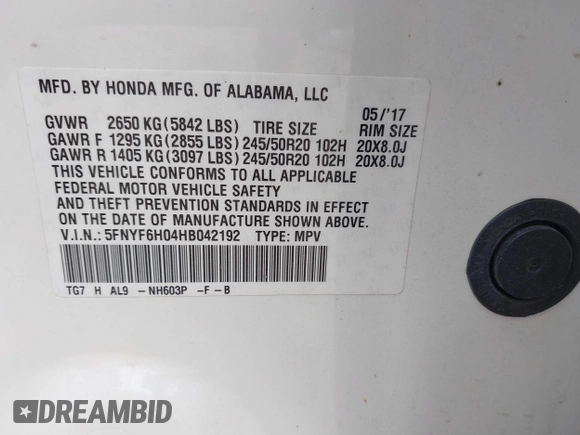 MFD. BY HONDA MFG. OF ALABAMA, LLC
05/'17
GVWR 2650 KG(5842 LBS) TIRE SIZE RIM SIZE
GAWR F 1295 KG(2855 LBS)245/50R20 102H 20X8.0J
GAWR R 1405 KG(3097 LBS)245/50R20 102H 20X8.0J
THIS VEHICLE CONFORMS TO ALL APPLICABLE
FEDERAL MOTOR VEHICLE SAFETY
AND THEFT PREVENTION STANDARDS IN EFFECT
ON THE DATE OF MANUFACTURE SHOWN ABOVE.
V.I.N.: 5FNYF6H04HB042192 TYPE: MPV
TG7 H AL9 -NH603P -F-B
DREAMBID